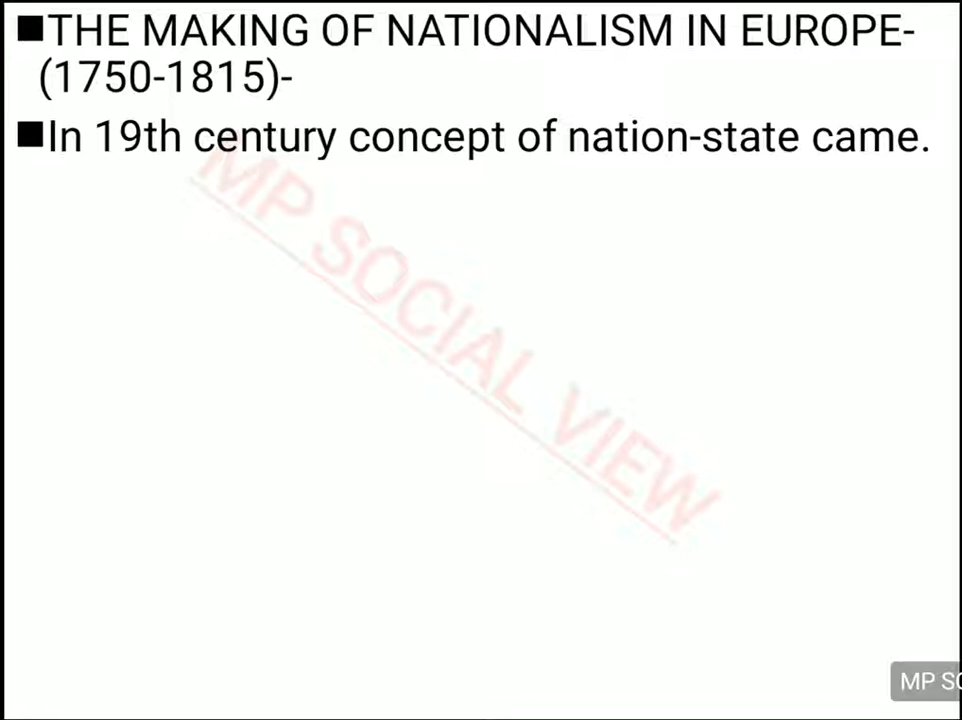 ■THE MAKING OF NATIONALISM IN EUROPE-
(1750-1815)-
■In 19th century concept of nation-state came.
MP SOCIAL VIEW
MP